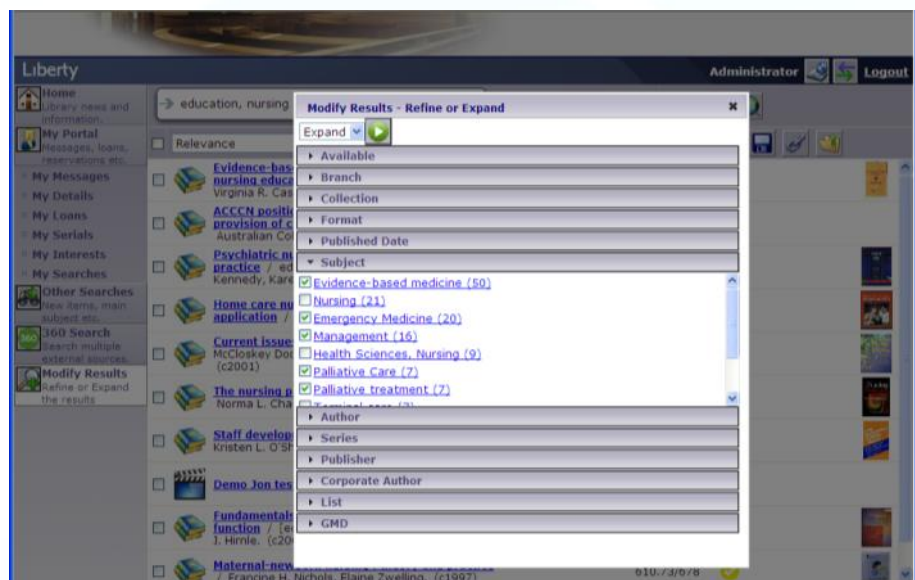 Liberty
Administrator
Logout
Home
Library news and
information.
My Portal
Messages, loans,
reservations etc.
My Messages
My Details
My Loans
My Serials
My Interests
My Searches
Other Searches
New items, main
subject etc.
360 Search
Search multiple
external sources.
Modify Results
Refine or Expand
the results
education, nursing
Relevance
Evidence-bas
nursing educa
Virginia R. Cas
ACCCN positi
provision of c
Australian Col
Psychiatric nu
practice / ed
Kennedy, Kare
Home care nu
application /
Current issue
McCloskey Doc
(c2001)
The nursing p
Norma L. Cha
Staff develop
Kristen L. O'Sh
Demo Jon tes
Fundamentals
function / [e
J. Hirnle. (c20
Maternal-new
/ Francine H. Nichols, Elaine Zwelling. (c1997)
610.73/678
Modify Results - Refine or Expand
Expand
Available
Branch
Collection
Format
Published Date
Subject
Evidence-based medicine (50)
Nursing (21)
Emergency Medicine (20)
Management (16)
Health Sciences, Nursing (9)
Palliative Care (7)
Palliative treatment (7)
Author
Series
Publisher
Corporate Author
List
GMD